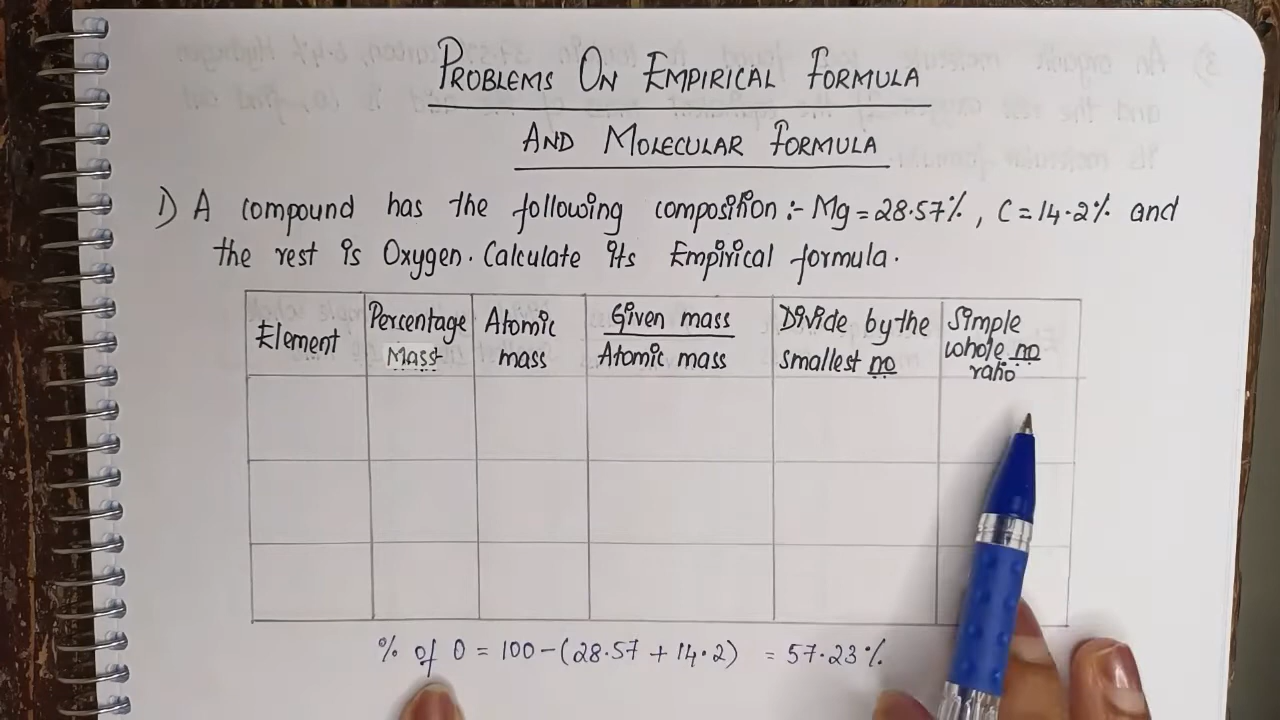 PROBLEMS ON EMPIRICAL FORMULA
AND MOLECULAR FORMULA
1) A compound has the following composition :- Mg = 28.57%, C = 14.2% and
the rest is Oxygen. Calculate its Empirical formula.
Element
Percentage
Mass
Atomic
mass
Given mass
Atomic mass
Divide by the
smallest no
Simple
whole no
ratio
% of O = 100 - (28.57 + 14.2) = 57.23%